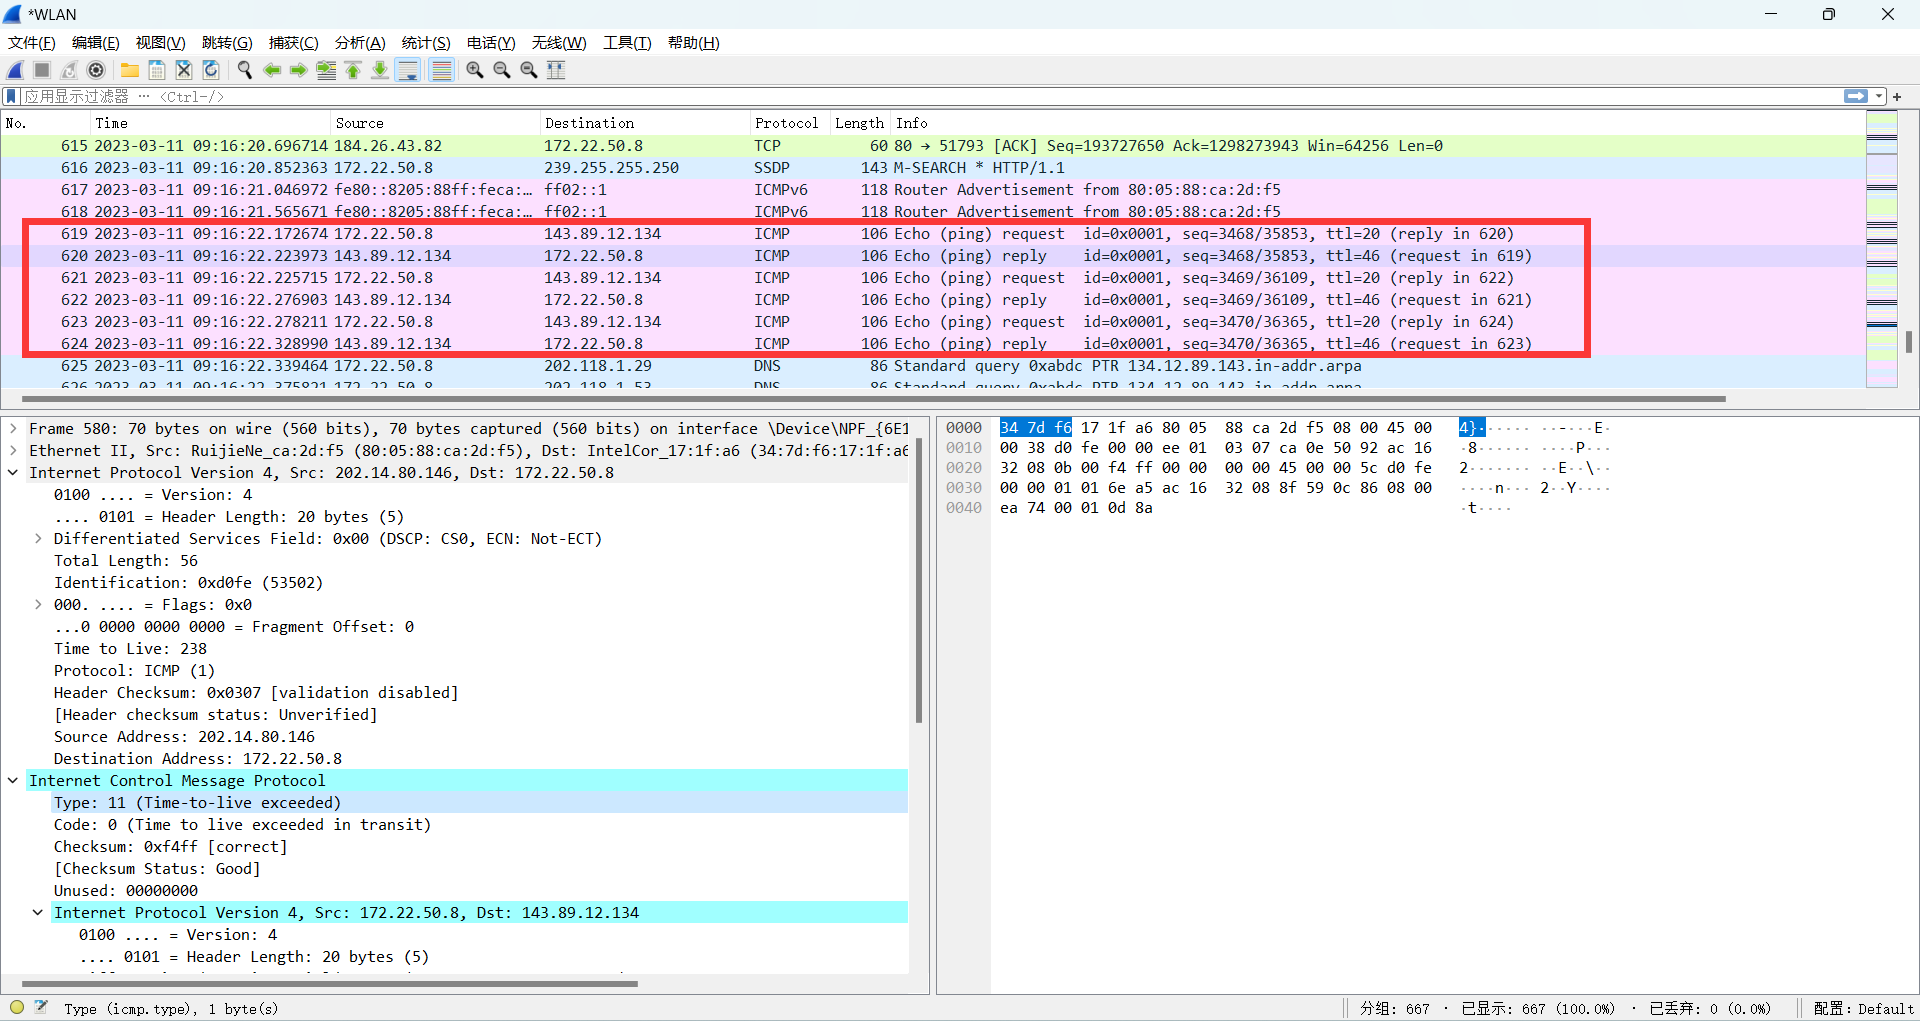 *WLAN
文件(F) 编辑(E) 视图(V) 跳转(G) 捕获(C) 分析(A) 统计(S) 电话(Y) 无线(W) 工具(T) 帮助(H)
应用显示过滤器 … <Ctrl-/>
No. Time Source Destination Protocol Length Info
615 2023-03-11 09:16:20.696714 184.26.43.82 172.22.50.8 TCP 60 80 → 51793 [ACK] Seq=193727650 Ack=1298273943 Win=64256 Len=0
616 2023-03-11 09:16:20.852363 172.22.50.8 239.255.255.250 SSDP 143 M-SEARCH * HTTP/1.1
617 2023-03-11 09:16:21.046972 fe80::8205:88ff:feca:… ff02::1 ICMPv6 118 Router Advertisement from 80:05:88:ca:2d:f5
618 2023-03-11 09:16:21.565671 fe80::8205:88ff:feca:… ff02::1 ICMPv6 118 Router Advertisement from 80:05:88:ca:2d:f5
619 2023-03-11 09:16:22.172674 172.22.50.8 143.89.12.134 ICMP 106 Echo (ping) request id=0x0001, seq=3468/35853, ttl=20 (reply in 620)
620 2023-03-11 09:16:22.223973 143.89.12.134 172.22.50.8 ICMP 106 Echo (ping) reply id=0x0001, seq=3468/35853, ttl=46 (request in 619)
621 2023-03-11 09:16:22.225715 172.22.50.8 143.89.12.134 ICMP 106 Echo (ping) request id=0x0001, seq=3469/36109, ttl=20 (reply in 622)
622 2023-03-11 09:16:22.276903 143.89.12.134 172.22.50.8 ICMP 106 Echo (ping) reply id=0x0001, seq=3469/36109, ttl=46 (request in 621)
623 2023-03-11 09:16:22.278211 172.22.50.8 143.89.12.134 ICMP 106 Echo (ping) request id=0x0001, seq=3470/36365, ttl=20 (reply in 624)
624 2023-03-11 09:16:22.328990 143.89.12.134 172.22.50.8 ICMP 106 Echo (ping) reply id=0x0001, seq=3470/36365, ttl=46 (request in 623)
625 2023-03-11 09:16:22.339464 172.22.50.8 202.118.1.29 DNS 86 Standard query 0xabdc PTR 134.12.89.143.in-addr.arpa
626 2023-03-11 09:16:22.375821 172.22.50.8 202.118.1.53 DNS 86 Standard query 0xabdc PTR 134.12.89.143.in-addr.arpa
Frame 580: 70 bytes on wire (560 bits), 70 bytes captured (560 bits) on interface \Device\NPF_{6E1
Ethernet II, Src: RuijieNe_ca:2d:f5 (80:05:88:ca:2d:f5), Dst: IntelCor_17:1f:a6 (34:7d:f6:17:1f:a6
Internet Protocol Version 4, Src: 202.14.80.146, Dst: 172.22.50.8
0100 .... = Version: 4
.... 0101 = Header Length: 20 bytes (5)
Differentiated Services Field: 0x00 (DSCP: CS0, ECN: Not-ECT)
Total Length: 56
Identification: 0xd0fe (53502)
000. .... = Flags: 0x0
...0 0000 0000 0000 = Fragment Offset: 0
Time to Live: 238
Protocol: ICMP (1)
Header Checksum: 0x0307 [validation disabled]
[Header checksum status: Unverified]
Source Address: 202.14.80.146
Destination Address: 172.22.50.8
Internet Control Message Protocol
Type: 11 (Time-to-live exceeded)
Code: 0 (Time to live exceeded in transit)
Checksum: 0xf4ff [correct]
[Checksum Status: Good]
Unused: 00000000
Internet Protocol Version 4, Src: 172.22.50.8, Dst: 143.89.12.134
0100 .... = Version: 4
.... 0101 = Header Length: 20 bytes (5)
0000 34 7d f6 17 1f a6 80 05 88 ca 2d f5 08 00 45 00 4}······ ··-···E·
0010 00 38 d0 fe 00 00 ee 01 03 07 ca 0e 50 92 ac 16 ·8······ ····P···
0020 32 08 0b 00 f4 ff 00 00 00 00 45 00 00 5c d0 fe 2······· ··E··\··
0030 00 00 01 01 6e a5 ac 16 32 08 8f 59 0c 86 08 00 ····n··· 2··Y····
0040 ea 74 00 01 0d 8a ·t····
Type (icmp.type), 1 byte(s)
分组: 667 · 已显示: 667 (100.0%) · 已丢弃: 0 (0.0%)
配置: Default